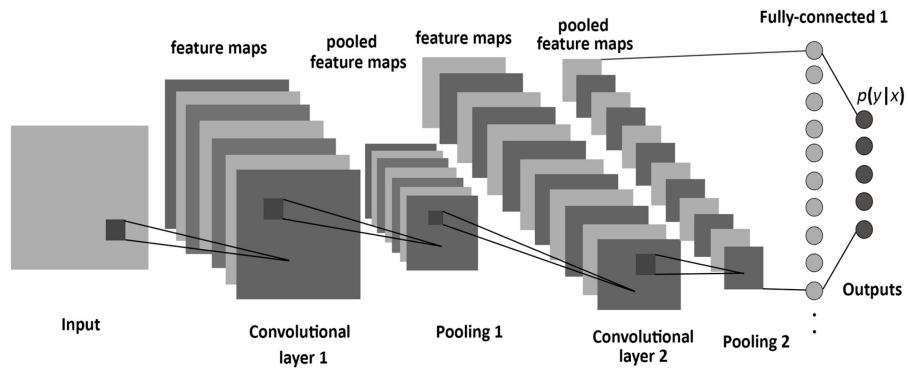 Fully-connected 1
feature maps
pooled
feature maps
feature maps
pooled
feature maps
p(y|x)
Input
Convolutional
layer 1
Pooling 1
Convolutional
layer 2
Pooling 2
Outputs